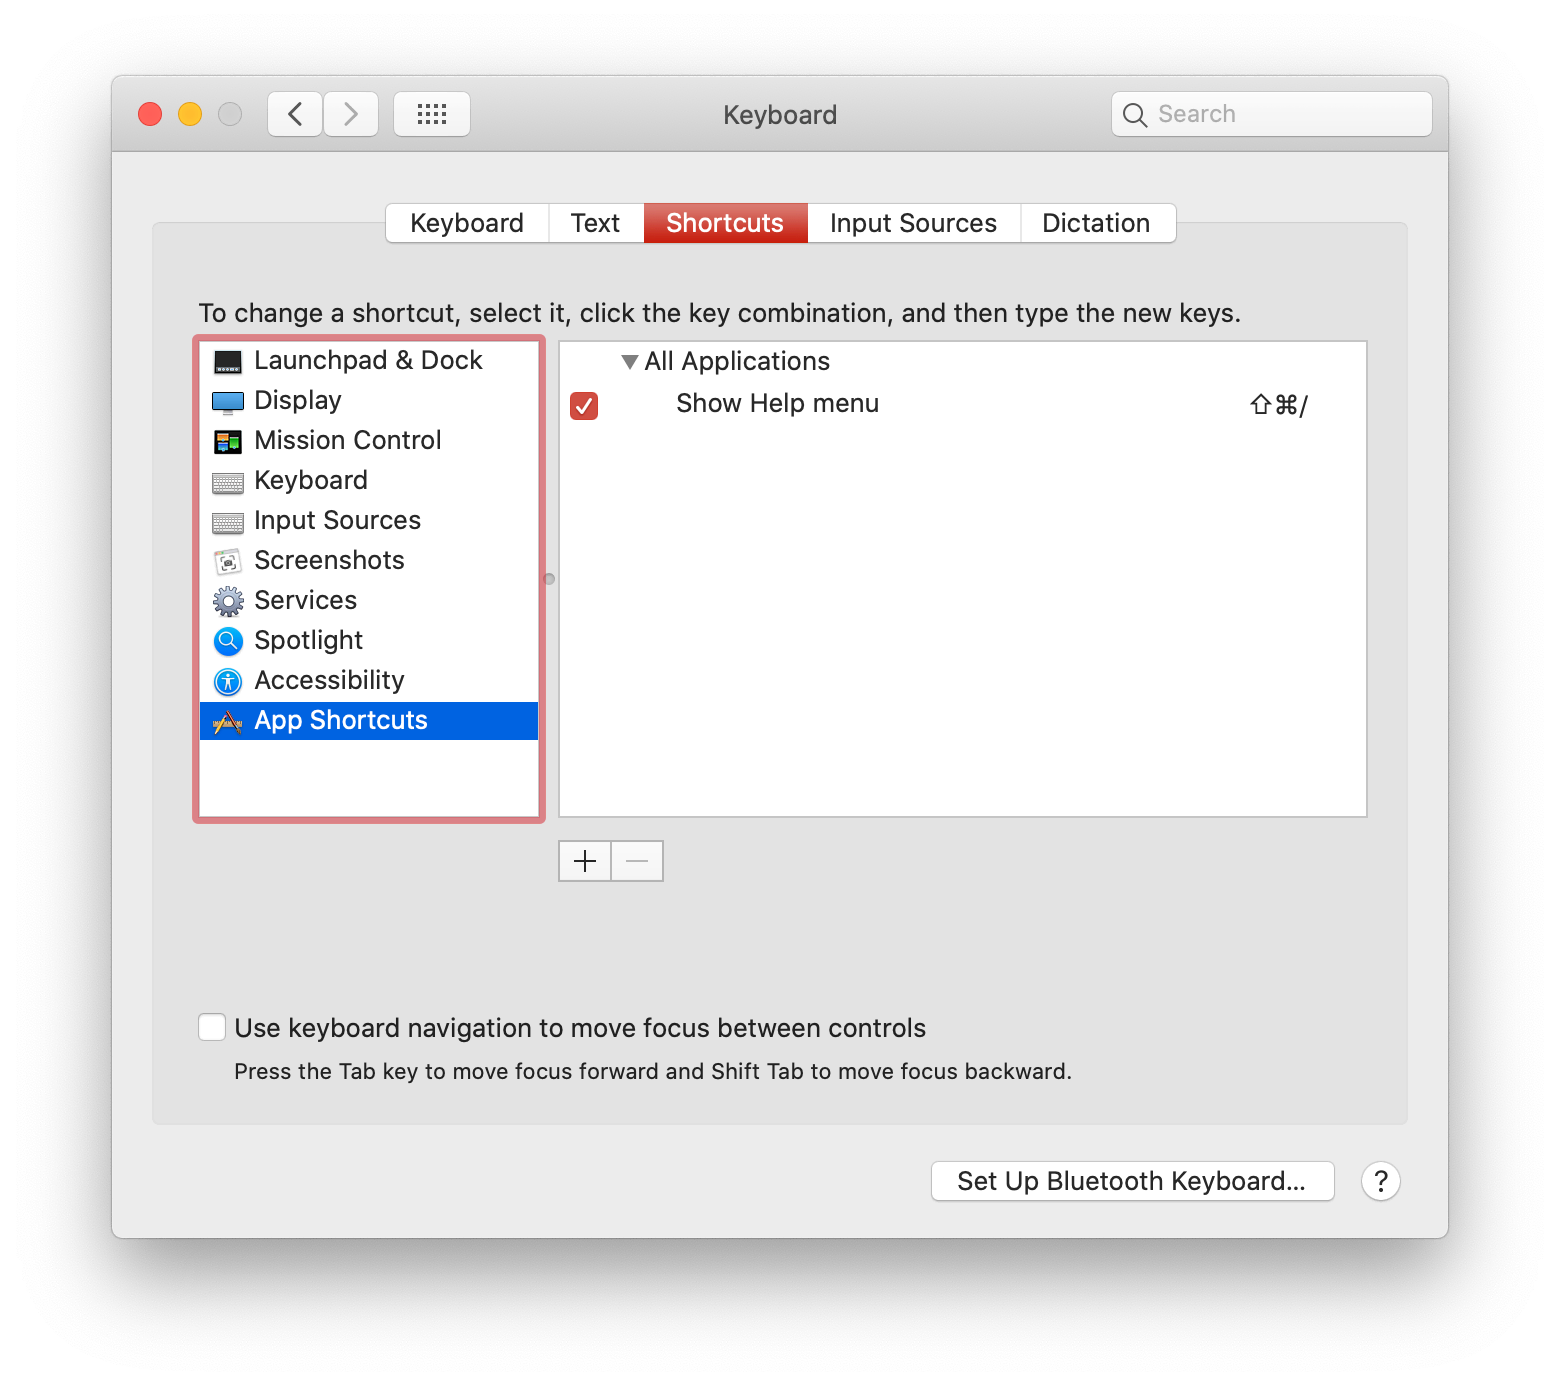 Keyboard
Search
Keyboard Text Shortcuts Input Sources Dictation
To change a shortcut, select it, click the key combination, and then type the new keys.
Launchpad & Dock
Display
Mission Control
Keyboard
Input Sources
Screenshots
Services
Spotlight
Accessibility
App Shortcuts
All Applications
Show Help menu ⇧⌘/
Use keyboard navigation to move focus between controls
Press the Tab key to move focus forward and Shift Tab to move focus backward.
Set Up Bluetooth Keyboard... ?